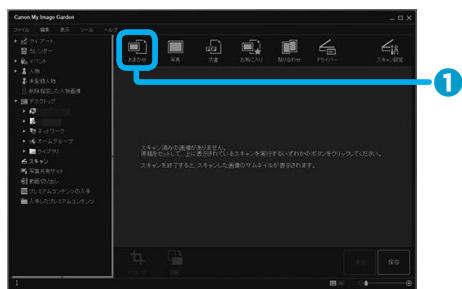 Canon My Image Garden
ファイル 編集 表示 ツール ヘルプ
マイアート
カレンダー
イベント
人物
未登録人物
削除指定した人物画像
デスクトップ
ネットワーク
ホームグループ
ライブラリ
スキャン
写真共有サイト
動画切り出し
プレミアムコンテンツの入手
入手したプレミアムコンテンツ
おまかせ 写真 文書 お気に入り 貼り合わせ ドライバー スキャン設定
1
スキャン済みの画像がありません。
原稿をセットして、上に表示されているスキャンを実行するいずれかのボタンをクリックしてください。
スキャンを終了すると、スキャンした画像のサムネイルが表示されます。
保存